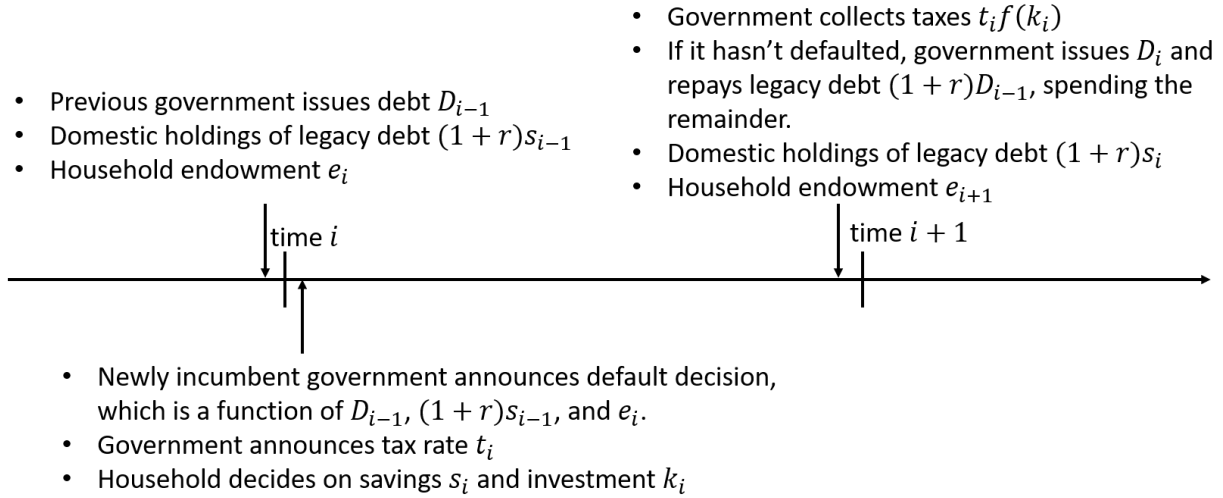 • Previous government issues debt D_{i−1}
• Domestic holdings of legacy debt (1 + r)s_{i−1}
• Household endowment e_i
• Government collects taxes t_i f(k_i)
• If it hasn't defaulted, government issues D_i and
repays legacy debt (1 + r)D_{i−1}, spending the
remainder.
• Domestic holdings of legacy debt (1 + r)s_i
• Household endowment e_{i+1}
time i
time i + 1
• Newly incumbent government announces default decision,
which is a function of D_{i−1}, (1 + r)s_{i−1}, and e_i.
• Government announces tax rate t_i
• Household decides on savings s_i and investment k_i